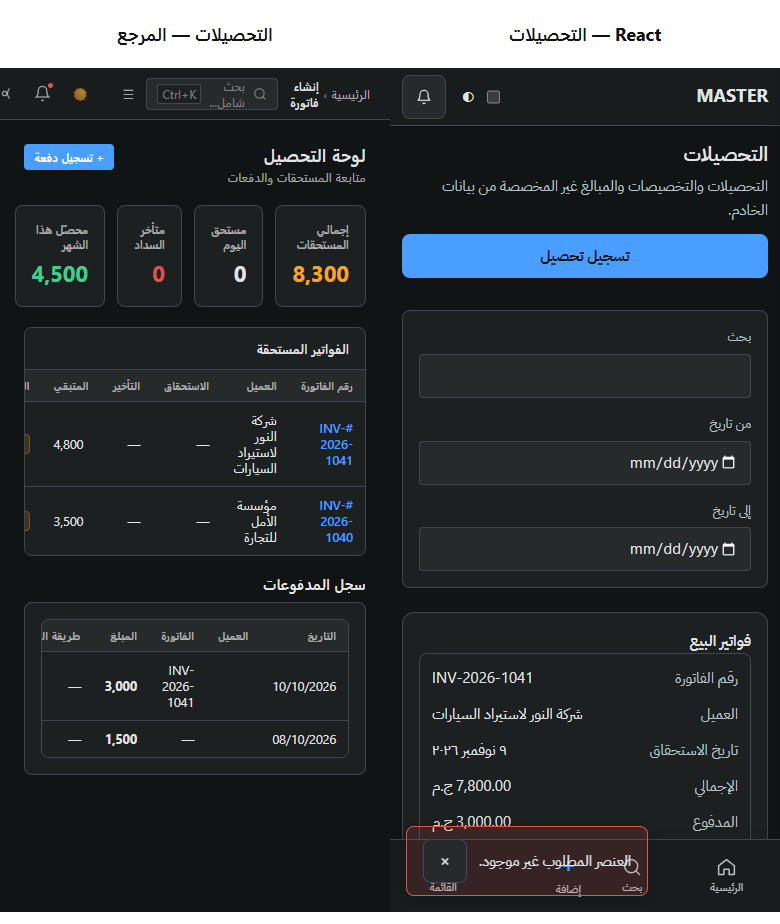 React — التحصيلات
MASTER
التحصيلات
التحصيلات والتخصيصات والمبالغ غير المخصصة من بيانات
الخادم.
تسجيل تحصيل
بحث
من تاريخ
mm/dd/yyyy
إلى تاريخ
mm/dd/yyyy
فواتير البيع
رقم الفاتورة INV-2026-1041
العميل شركة النور لاستيراد السيارات
تاريخ الاستحقاق ٩ نوفمبر ٢٠٢٦
الإجمالي 7,800.00 ج.م
المدفوع 3,000.00 ج.م
العنصر المطلوب غير موجود. ×
الرئيسية بحث إضافة القائمة
التحصيلات — المرجع
الرئيسية › إنشاء فاتورة
بحث شامل... Ctrl+K
لوحة التحصيل
متابعة المستحقات والدفعات
+ تسجيل دفعة
إجمالي المستحقات
8,300
مستحق اليوم
0
متأخر السداد
0
محصّل هذا الشهر
4,500
الفواتير المستحقة
رقم الفاتورة العميل الاستحقاق التأخير المتبقي
#INV-2026-1041 شركة النور لاستيراد السيارات — — 4,800
#INV-2026-1040 مؤسسة الأمل للتجارة — — 3,500
سجل المدفوعات
التاريخ العميل الفاتورة المبلغ طريقة ال
10/10/2026 INV-2026-1041 3,000 —
08/10/2026 — 1,500 —